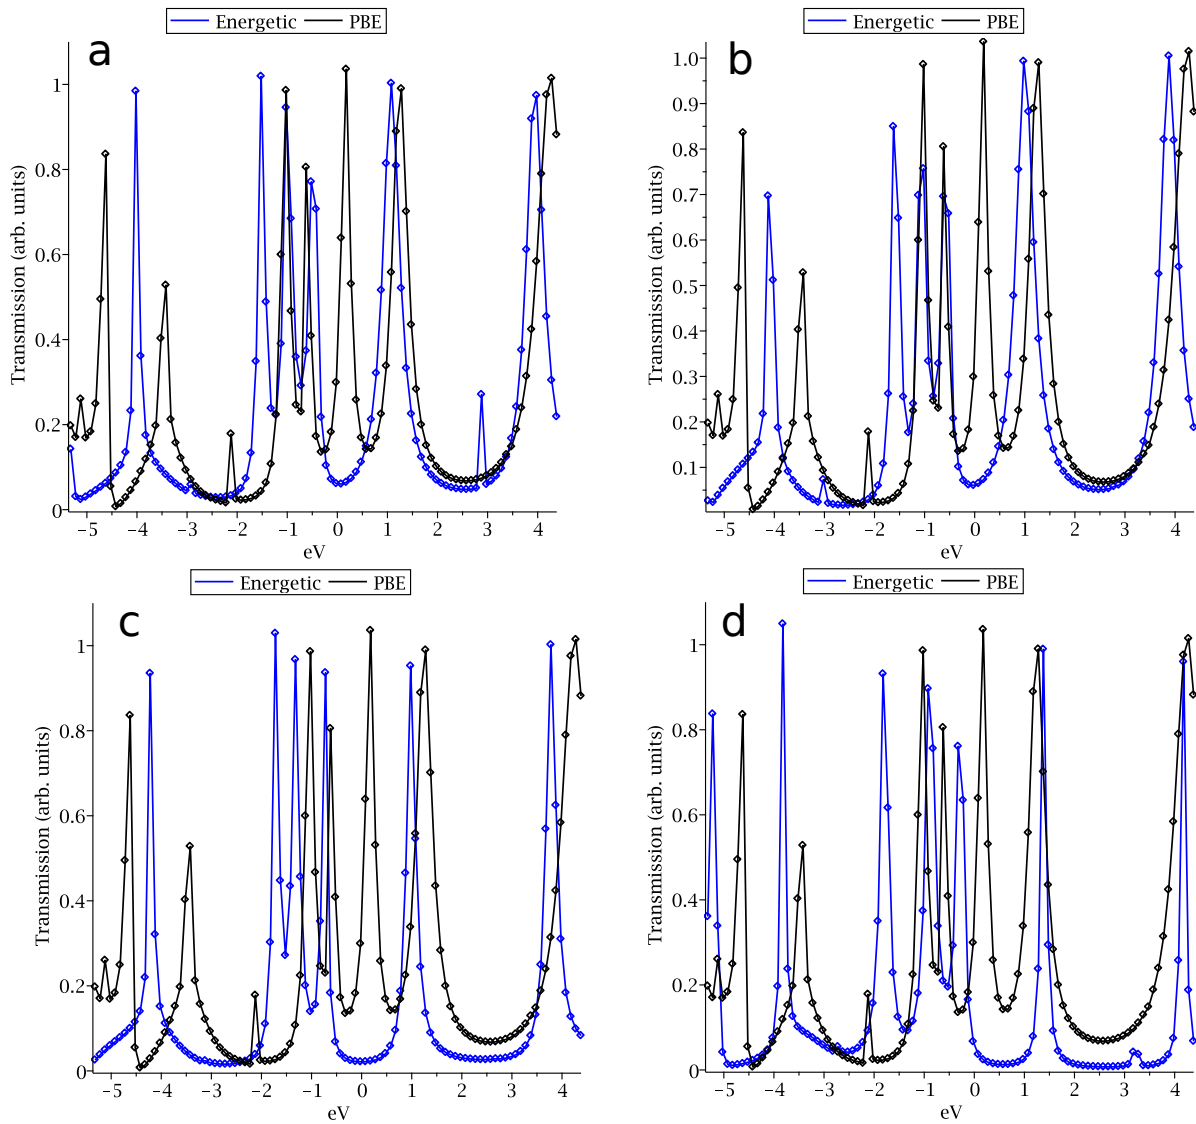 Energetic PBE
a
Transmission (arb. units)
1
0.8
0.6
0.4
0.2
0
−5 −4 −3 −2 −1 0 1 2 3 4
eV
Energetic PBE
b
Transmission (arb. units)
1.0
0.9
0.8
0.7
0.6
0.5
0.4
0.3
0.2
0.1
−5 −4 −3 −2 −1 0 1 2 3 4
eV
Energetic PBE
c
Transmission (arb. units)
1
0.8
0.6
0.4
0.2
0
−5 −4 −3 −2 −1 0 1 2 3 4
eV
Energetic PBE
d
Transmission (arb. units)
1
0.8
0.6
0.4
0.2
0
−5 −4 −3 −2 −1 0 1 2 3 4
eV